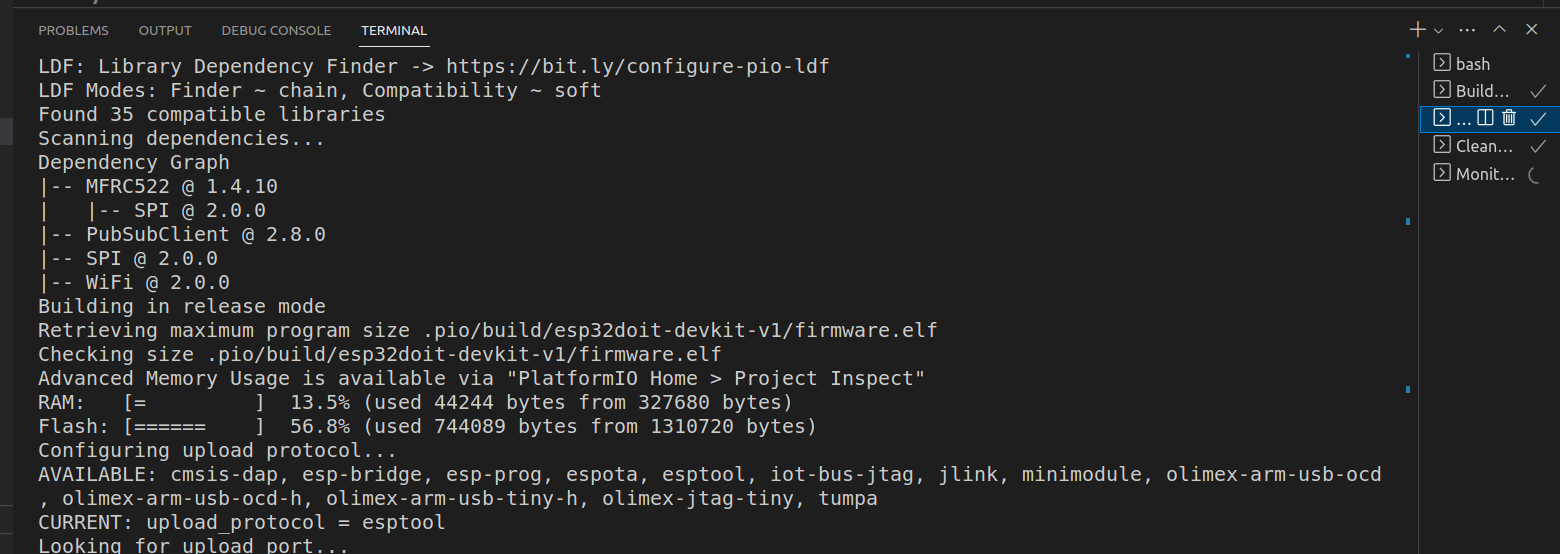 PROBLEMS OUTPUT DEBUG CONSOLE TERMINAL
LDF: Library Dependency Finder -> https://bit.ly/configure-pio-ldf
LDF Modes: Finder ~ chain, Compatibility ~ soft
Found 35 compatible libraries
Scanning dependencies...
Dependency Graph
|-- MFRC522 @ 1.4.10
|   |-- SPI @ 2.0.0
|-- PubSubClient @ 2.8.0
|-- SPI @ 2.0.0
|-- WiFi @ 2.0.0
Building in release mode
Retrieving maximum program size .pio/build/esp32doit-devkit-v1/firmware.elf
Checking size .pio/build/esp32doit-devkit-v1/firmware.elf
Advanced Memory Usage is available via "PlatformIO Home > Project Inspect"
RAM:   [=         ]  13.5% (used 44244 bytes from 327680 bytes)
Flash: [======    ]  56.8% (used 744089 bytes from 1310720 bytes)
Configuring upload protocol...
AVAILABLE: cmsis-dap, esp-bridge, esp-prog, espota, esptool, iot-bus-jtag, jlink, minimodule, olimex-arm-usb-ocd
, olimex-arm-usb-ocd-h, olimex-arm-usb-tiny-h, olimex-jtag-tiny, tumpa
CURRENT: upload_protocol = esptool
Looking for upload port...
bash
Build...
...
Clean...
Monit...